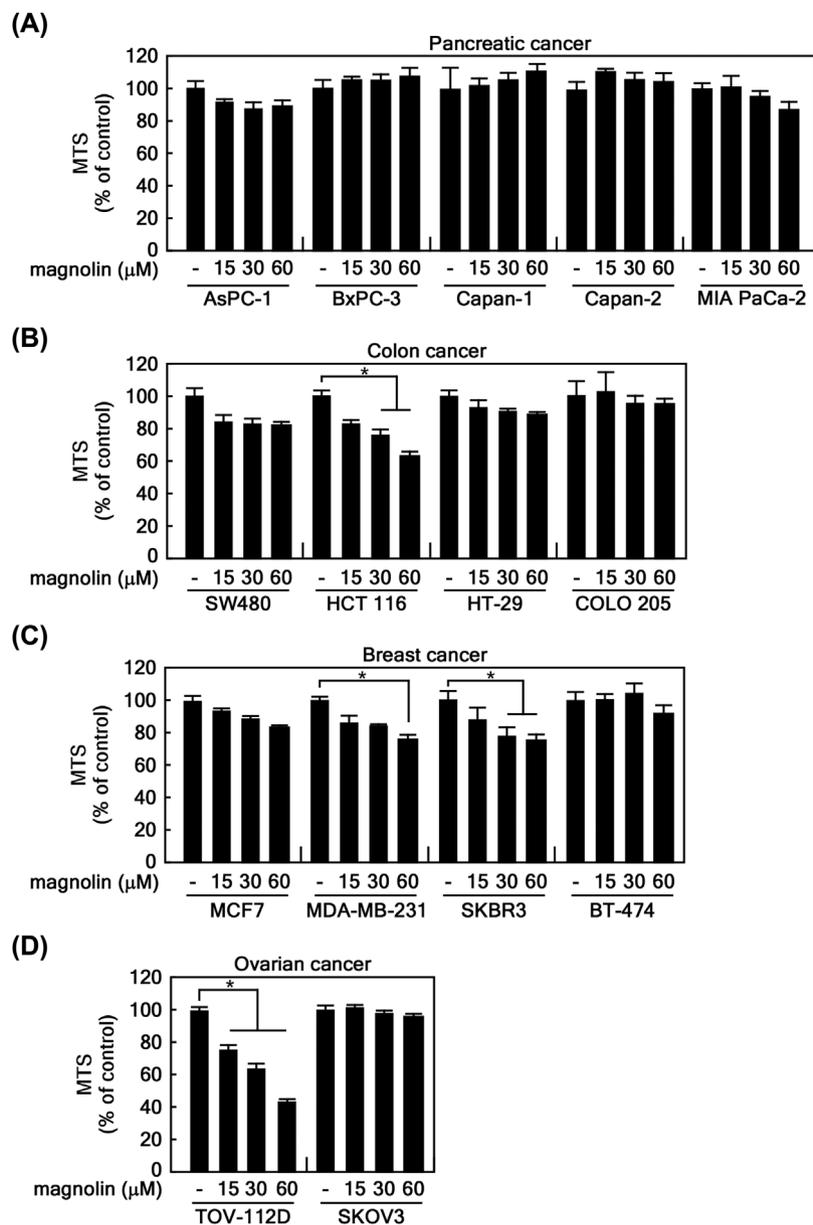 (A)
Pancreatic cancer
120
100
80
60
40
20
0
MTS
(% of control)
magnolin (μM) - 15 30 60 - 15 30 60 - 15 30 60 - 15 30 60 - 15 30 60
AsPC-1 BxPC-3 Capan-1 Capan-2 MIA PaCa-2
(B)
Colon cancer
120
100
80
60
40
20
0
MTS
(% of control)
*
magnolin (μM) - 15 30 60 - 15 30 60 - 15 30 60 - 15 30 60
SW480 HCT 116 HT-29 COLO 205
(C)
Breast cancer
120
100
80
60
40
20
0
MTS
(% of control)
* *
magnolin (μM) - 15 30 60 - 15 30 60 - 15 30 60 - 15 30 60
MCF7 MDA-MB-231 SKBR3 BT-474
(D)
Ovarian cancer
120
100
80
60
40
20
0
MTS
(% of control)
*
magnolin (μM) - 15 30 60 - 15 30 60
TOV-112D SKOV3